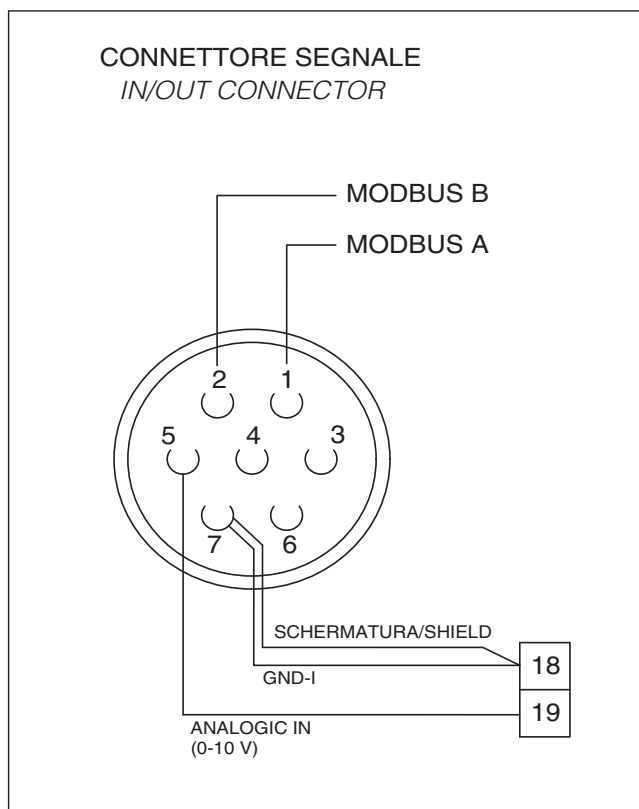 CONNETTORE SEGNALE
IN/OUT CONNECTOR
MODBUS B
MODBUS A
2 1
5 4 3
7 6
SCHERMATURA/SHIELD
18
GND-I
19
ANALOGIC IN
(0-10 V)